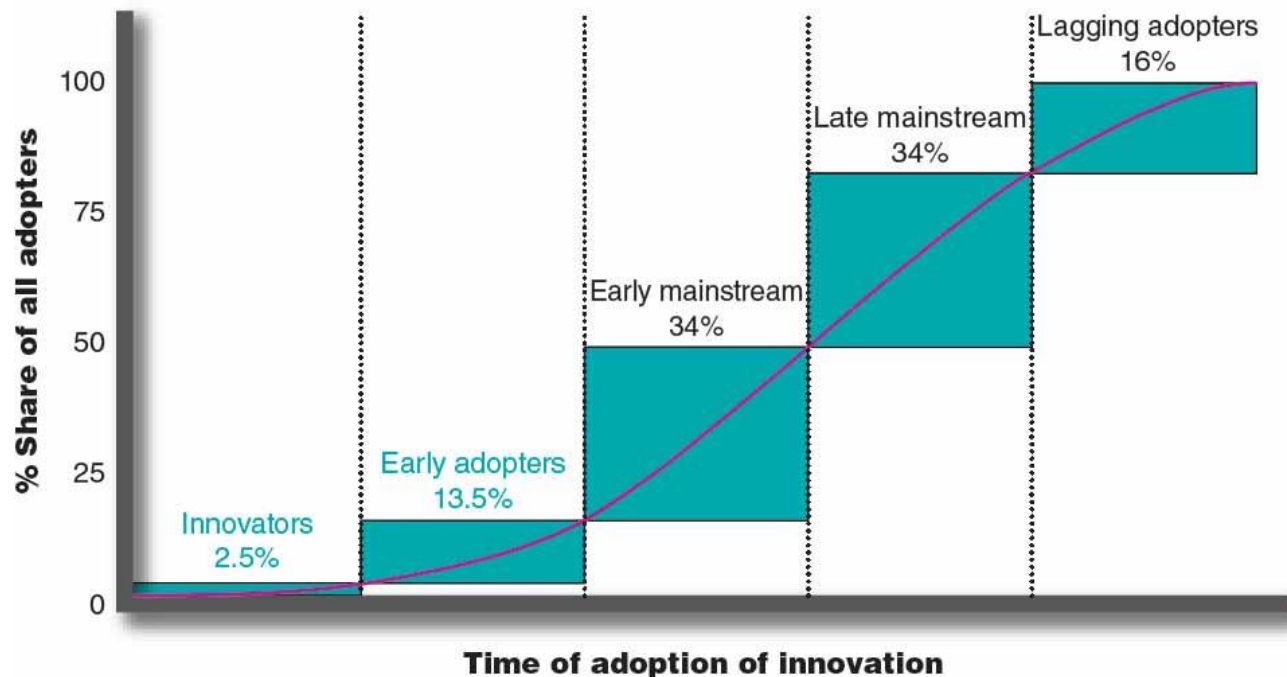 Lagging adopters
16%
100
Late mainstream
34%
75
Early mainstream
34%
50
Early adopters
13.5%
25
Innovators
2.5%
0
% Share of all adopters
Time of adoption of innovation